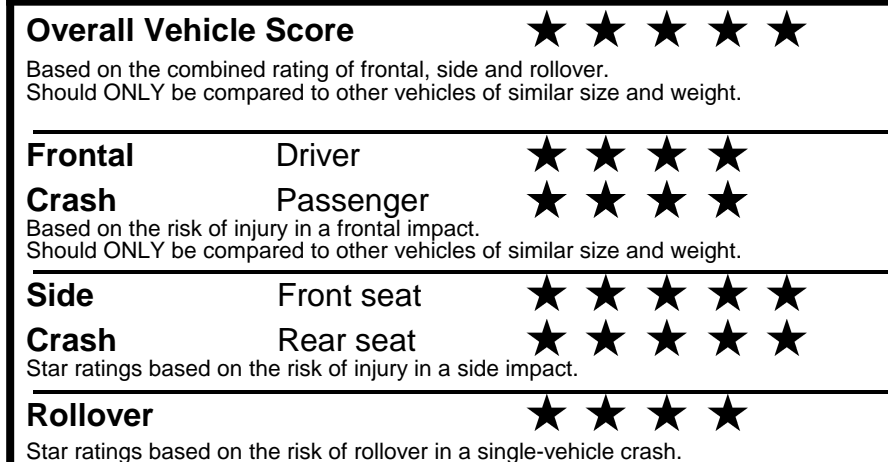 Overall Vehicle Score ★ ★ ★ ★ ★
Based on the combined rating of frontal, side and rollover.
Should ONLY be compared to other vehicles of similar size and weight.
Frontal Driver ★ ★ ★ ★
Crash Passenger ★ ★ ★ ★
Based on the risk of injury in a frontal impact.
Should ONLY be compared to other vehicles of similar size and weight.
Side Front seat ★ ★ ★ ★ ★
Crash Rear seat ★ ★ ★ ★ ★
Star ratings based on the risk of injury in a side impact.
Rollover ★ ★ ★ ★
Star ratings based on the risk of rollover in a single-vehicle crash.